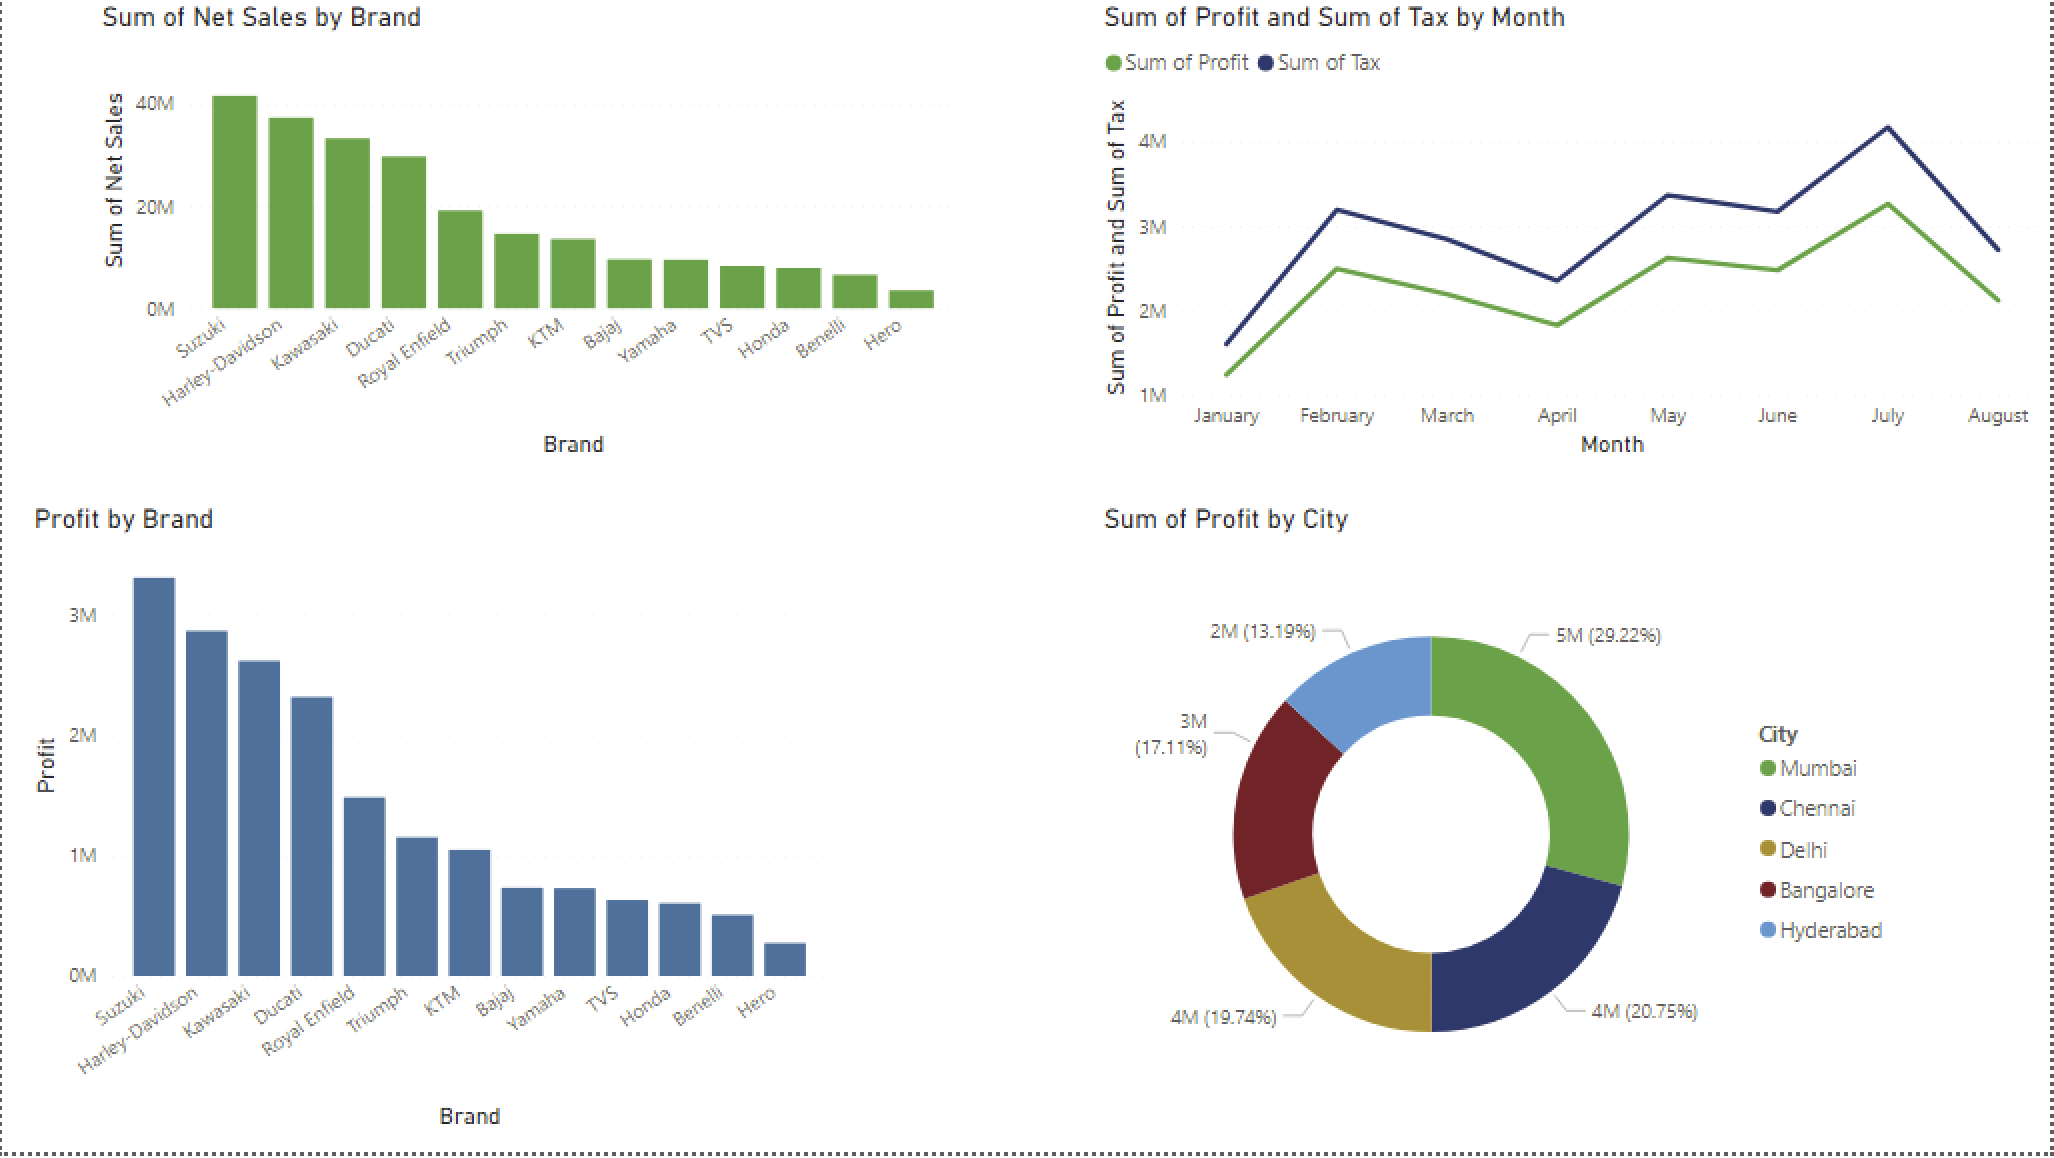 Sum of Net Sales by Brand
Sum of Net Sales
40M
20M
0M
Suzuki
Harley-Davidson
Kawasaki
Ducati
Royal Enfield
Triumph
KTM
Bajaj
Yamaha
TVS
Honda
Benelli
Hero
Brand
Sum of Profit and Sum of Tax by Month
Sum of Profit Sum of Tax
Sum of Profit and Sum of Tax
4M
3M
2M
1M
January February March April May June July August
Month
Profit by Brand
Profit
3M
2M
1M
0M
Suzuki
Harley-Davidson
Kawasaki
Ducati
Royal Enfield
Triumph
KTM
Bajaj
Yamaha
TVS
Honda
Benelli
Hero
Brand
Sum of Profit by City
2M (13.19%)
5M (29.22%)
3M
(17.11%)
4M (19.74%)
4M (20.75%)
City
Mumbai
Chennai
Delhi
Bangalore
Hyderabad